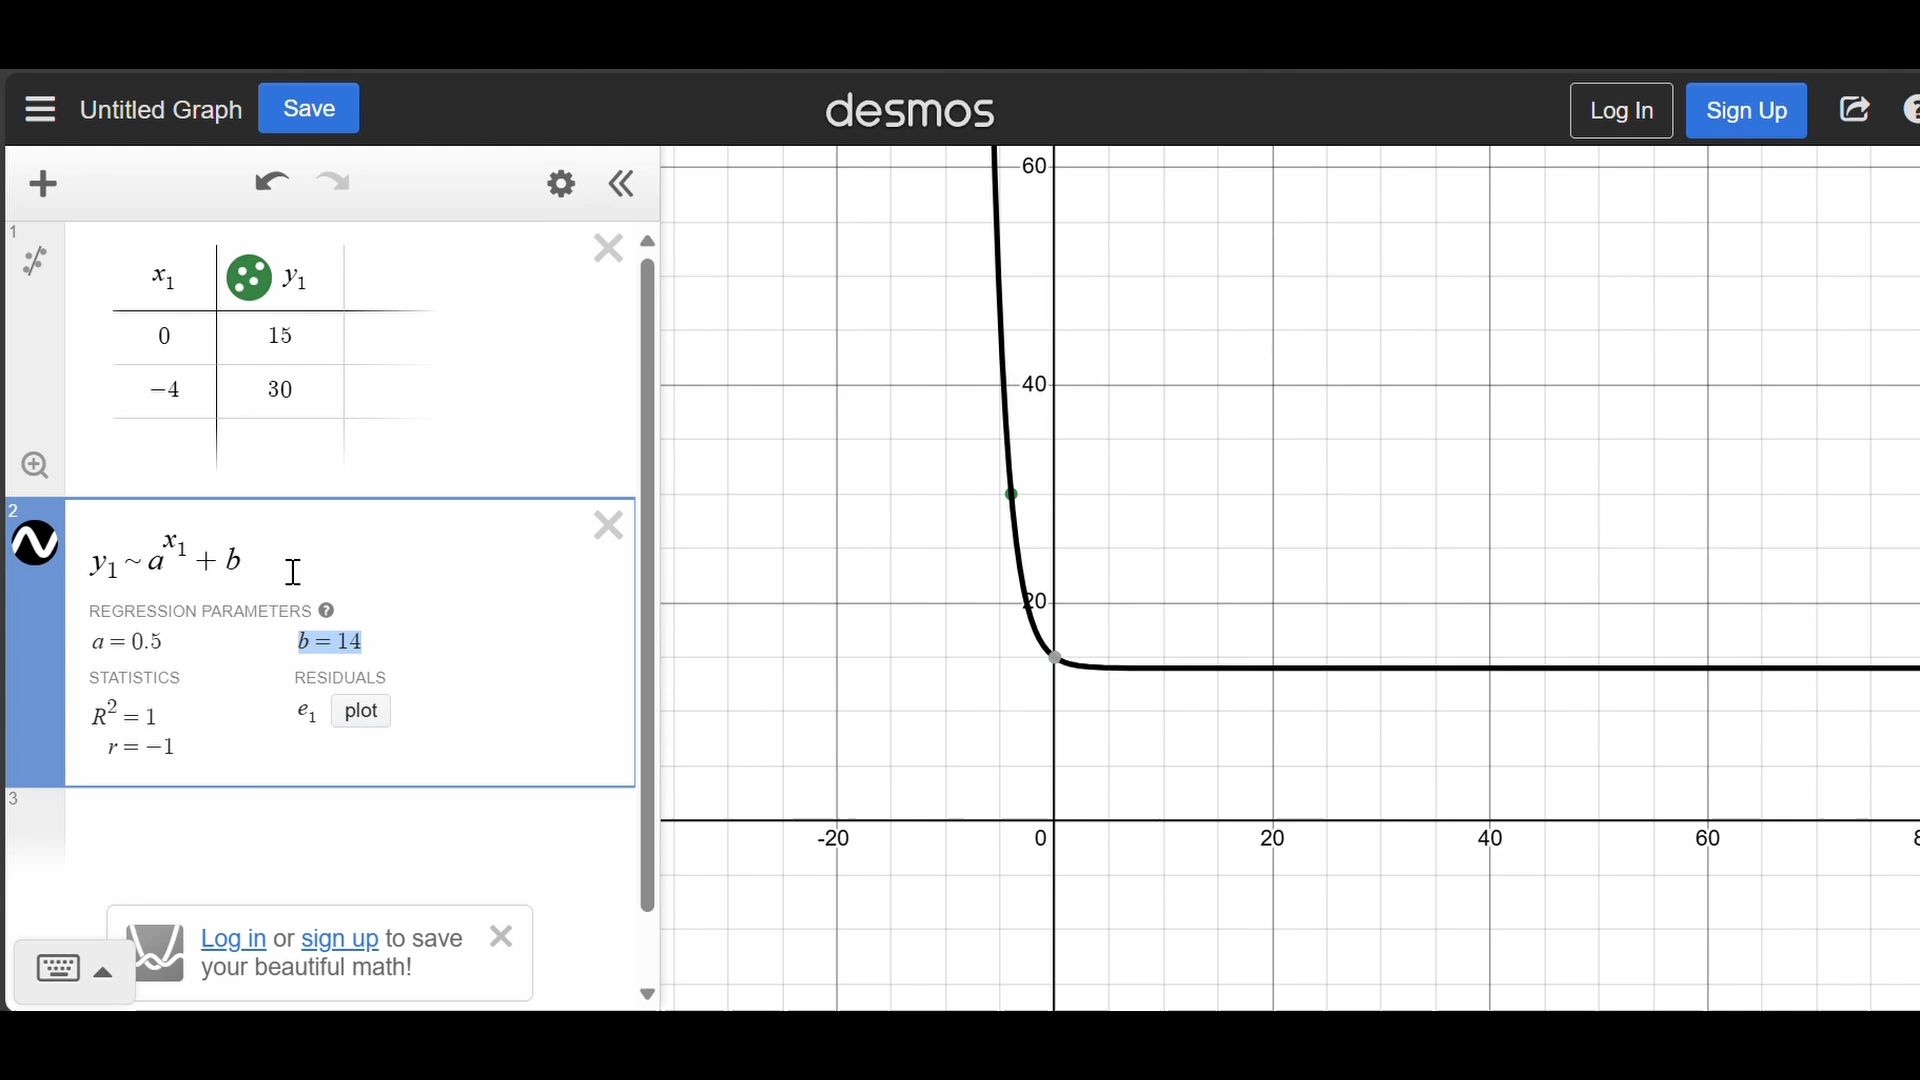 Untitled Graph Save desmos Log In Sign Up ?
1
x₁ y₁
0 15
−4 30
2
y₁ ~ a^x₁ + b
REGRESSION PARAMETERS ?
a = 0.5 b = 14
STATISTICS RESIDUALS
R² = 1 e₁ plot
r = −1
3
Log in or sign up to save
your beautiful math!
60
40
20
-20 0 20 40 60